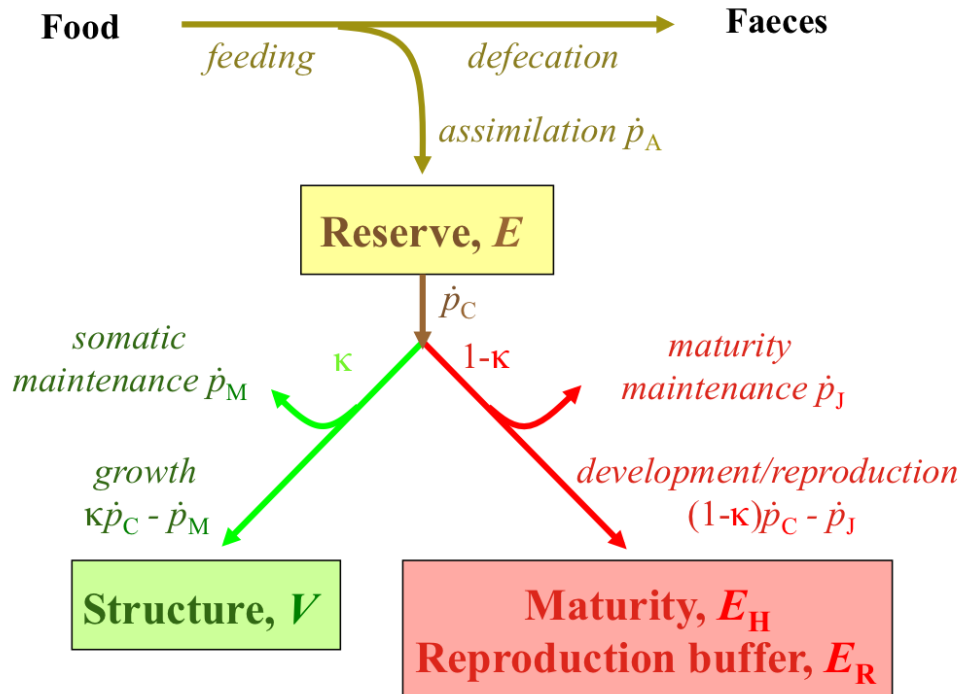 Food
Faeces
feeding
defecation
assimilation ṗA
Reserve, E
ṗC
somatic
maintenance ṗM
κ
1-κ
maturity
maintenance ṗJ
growth
κṗC - ṗM
development/reproduction
(1-κ)ṗC - ṗJ
Structure, V
Maturity, EH
Reproduction buffer, ER